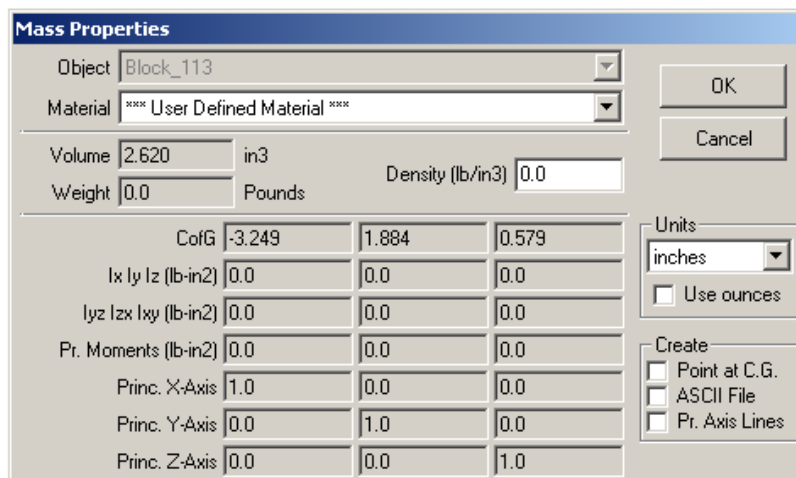 Mass Properties
Object Block_113
Material *** User Defined Material ***
OK
Cancel
Volume 2.620 in3
Density (lb/in3) 0.0
Weight 0.0 Pounds
CofG -3.249 1.884 0.579
Ix Iy Iz (lb-in2) 0.0 0.0 0.0
Iyz Izx Ixy (lb-in2) 0.0 0.0 0.0
Pr. Moments (lb-in2) 0.0 0.0 0.0
Princ. X-Axis 1.0 0.0 0.0
Princ. Y-Axis 0.0 1.0 0.0
Princ. Z-Axis 0.0 0.0 1.0
Units
inches
Use ounces
Create
Point at C.G.
ASCII File
Pr. Axis Lines